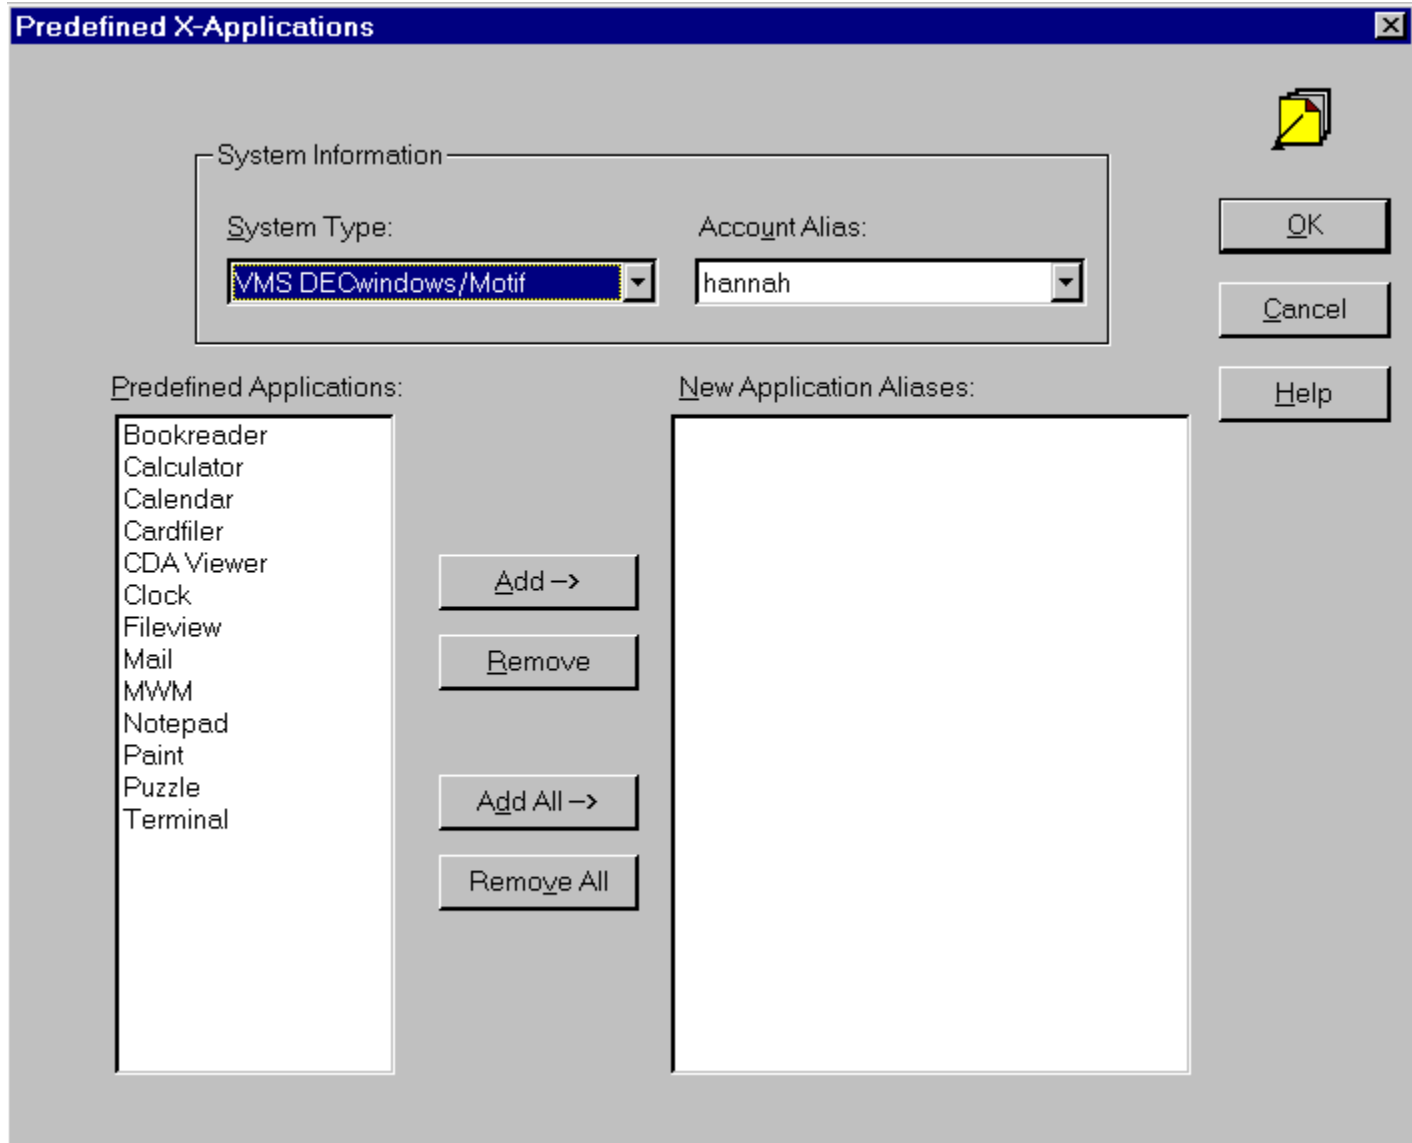 Predefined X-Applications
System Information
System Type:
Account Alias:
VMS DECwindows/Motif
hannah
OK
Cancel
Help
Predefined Applications:
New Application Aliases:
Bookreader
Calculator
Calendar
Cardfiler
CDA Viewer
Clock
Fileview
Mail
MWM
Notepad
Paint
Puzzle
Terminal
Add -->
Remove
Add All -->
Remove All